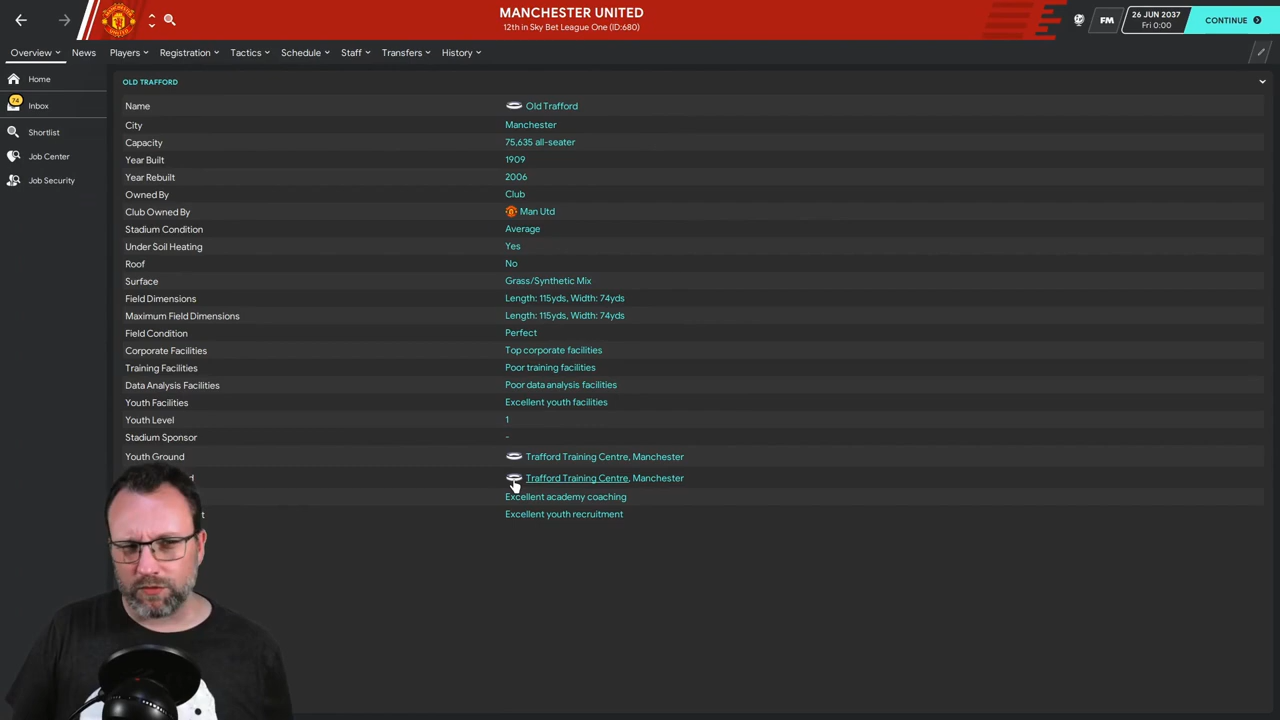 MANCHESTER UNITED
12th in Sky Bet League One (ID:680)
FM
26 JUN 2037
Fri 0:00
CONTINUE
Overview News Players Registration Tactics Schedule Staff Transfers History
Home
74
Inbox
Shortlist
Job Center
Job Security
OLD TRAFFORD
Name Old Trafford
City Manchester
Capacity 75,635 all-seater
Year Built 1909
Year Rebuilt 2006
Owned By Club
Club Owned By Man Utd
Stadium Condition Average
Under Soil Heating Yes
Roof No
Surface Grass/Synthetic Mix
Field Dimensions Length: 115yds, Width: 74yds
Maximum Field Dimensions Length: 115yds, Width: 74yds
Field Condition Perfect
Corporate Facilities Top corporate facilities
Training Facilities Poor training facilities
Data Analysis Facilities Poor data analysis facilities
Youth Facilities Excellent youth facilities
Youth Level 1
Stadium Sponsor -
Youth Ground Trafford Training Centre, Manchester
Trafford Training Centre, Manchester
Excellent academy coaching
Excellent youth recruitment